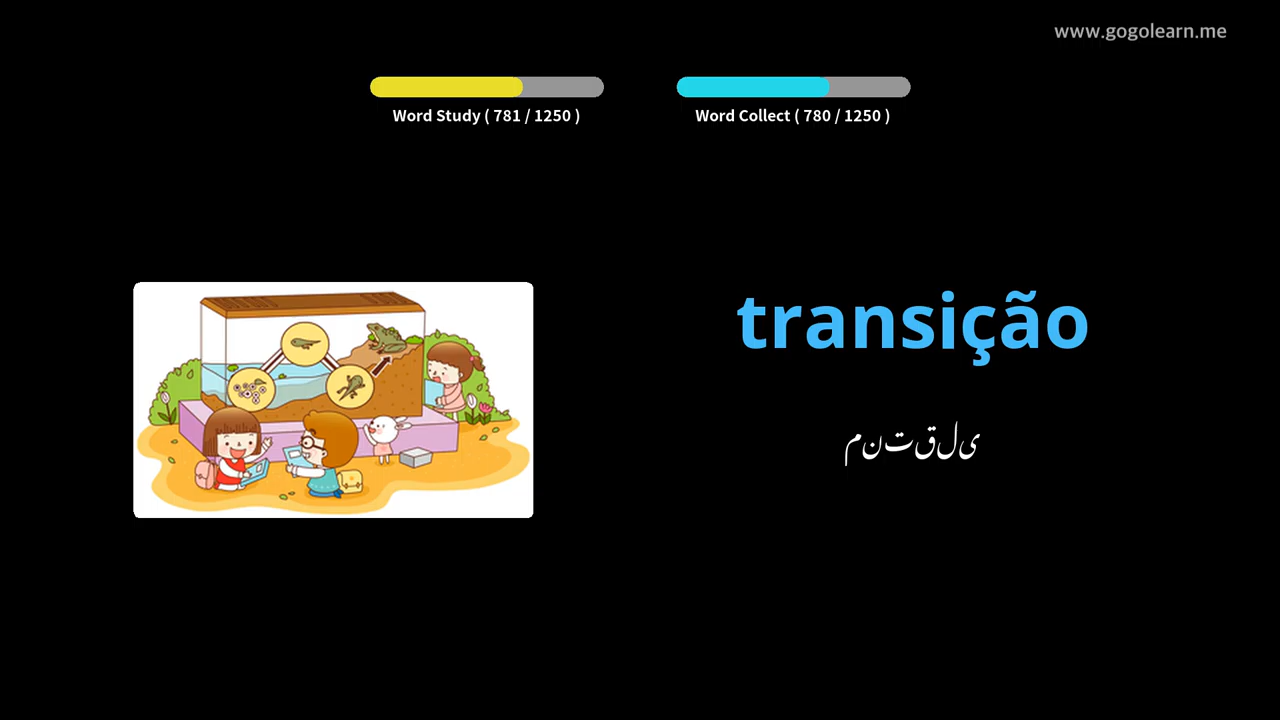 www.gogolearn.me
Word Study ( 781 / 1250 )
Word Collect ( 780 / 1250 )
transição
منتقلی